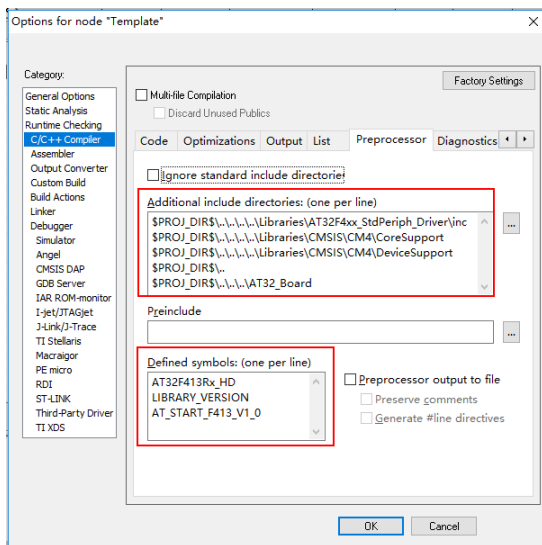 Options for node "Template"
Category:
General Options
Static Analysis
Runtime Checking
C/C++ Compiler
Assembler
Output Converter
Custom Build
Build Actions
Linker
Debugger
Simulator
Angel
CMSIS DAP
GDB Server
IAR ROM-monitor
I-jet/JTAGjet
J-Link/J-Trace
TI Stellaris
Macraigor
PE micro
RDI
ST-LINK
Third-Party Driver
TI XDS
Factory Settings
Multi-file Compilation
Discard Unused Publics
Code Optimizations Output List Preprocessor Diagnostics
Ignore standard include directories
Additional include directories: (one per line)
$PROJ_DIR$\..\..\..\..\Libraries\AT32F4xx_StdPeriph_Driver\inc
$PROJ_DIR$\..\..\..\..\Libraries\CMSIS\CM4\CoreSupport
$PROJ_DIR$\..\..\..\..\Libraries\CMSIS\CM4\DeviceSupport
$PROJ_DIR$\..
$PROJ_DIR$\..\..\..\AT32_Board
...
Preinclude
...
Defined symbols: (one per line)
AT32F413Rx_HD
LIBRARY_VERSION
AT_START_F413_V1_0
Preprocessor output to file
Preserve comments
Generate #line directives
OK Cancel